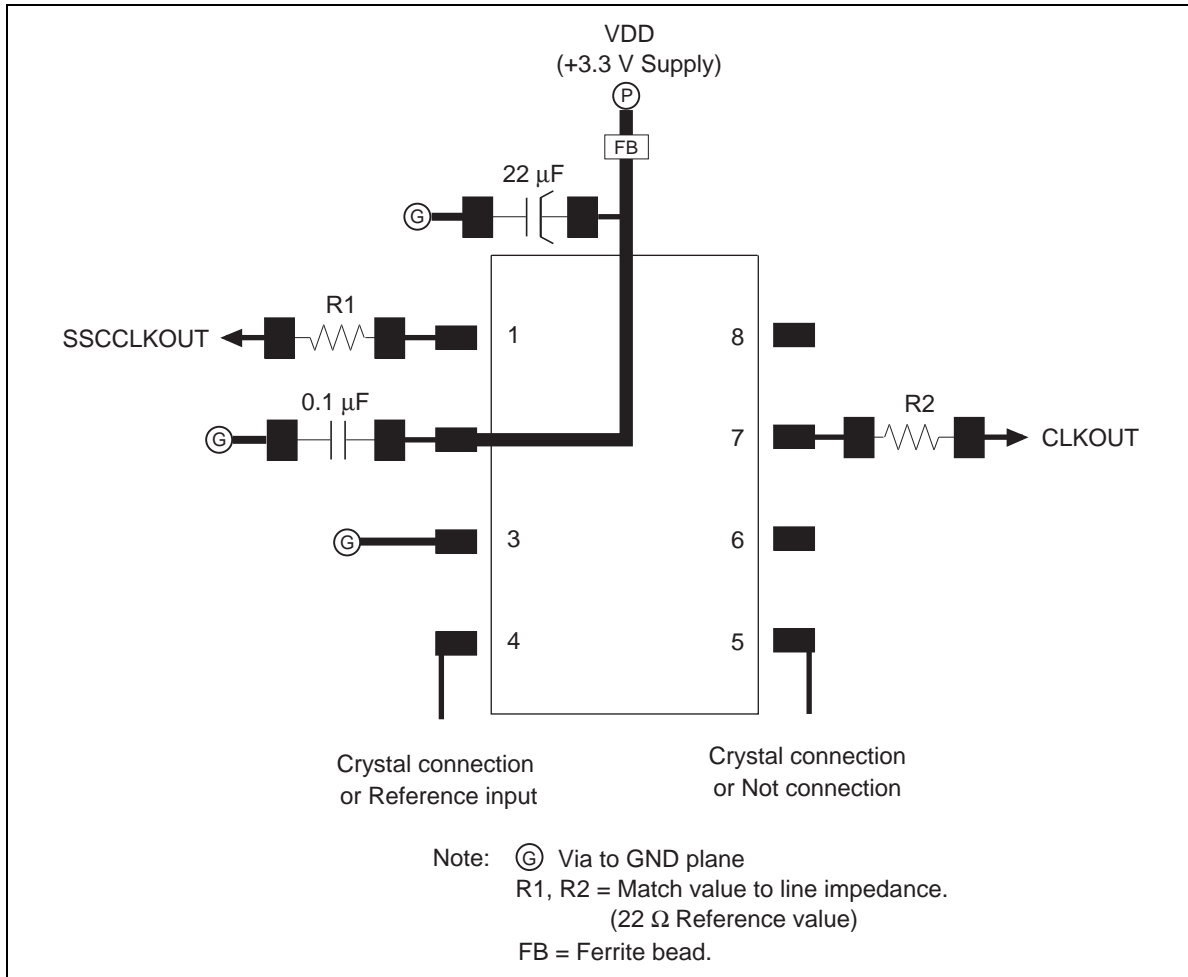 VDD
(+3.3 V Supply)
P
FB
22 μF
G
R1
SSCCLKOUT
1
8
0.1 μF
G
R2
7
CLKOUT
G
3
6
4
5
Crystal connection
or Reference input
Crystal connection
or Not connection
Note: G Via to GND plane
R1, R2 = Match value to line impedance.
(22 Ω Reference value)
FB = Ferrite bead.